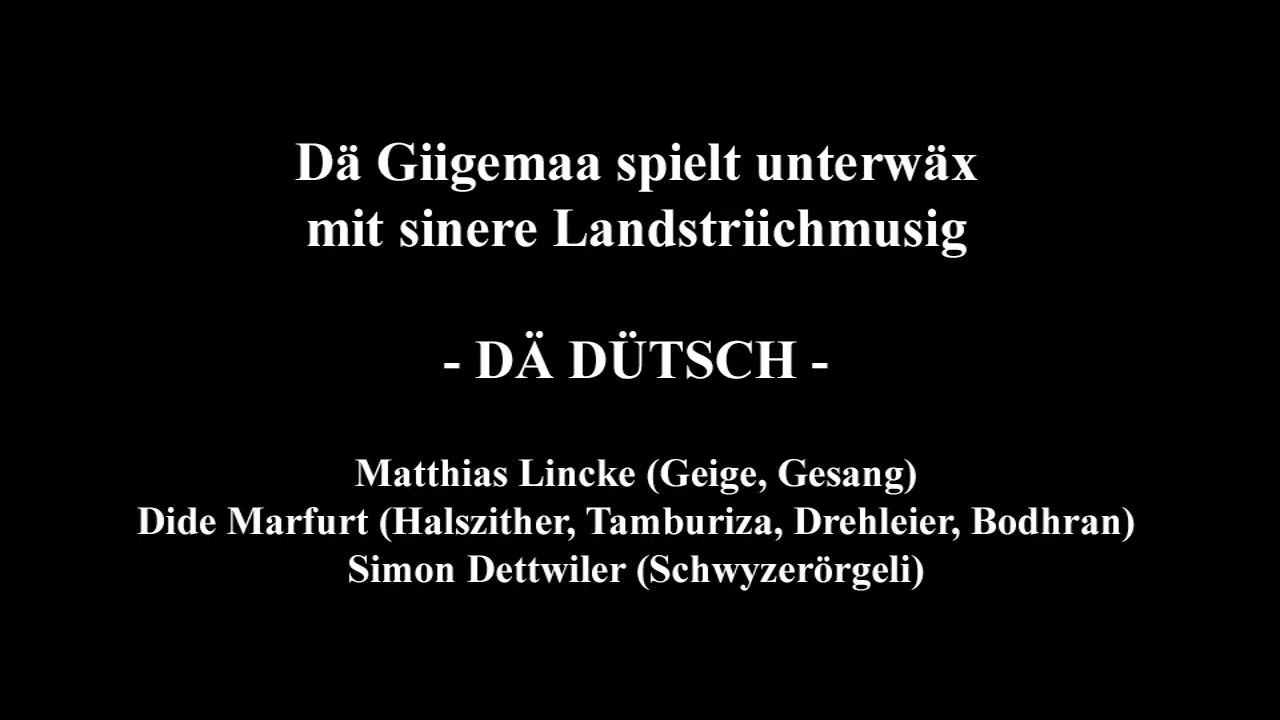 Dä Giigemaa spielt unterwäx
mit sinere Landstriichmusig
- DÄ DÜTSCH -
Matthias Lincke (Geige, Gesang)
Dide Marfurt (Halszither, Tamburiza, Drehleier, Bodhran)
Simon Dettwiler (Schwyzerörgeli)